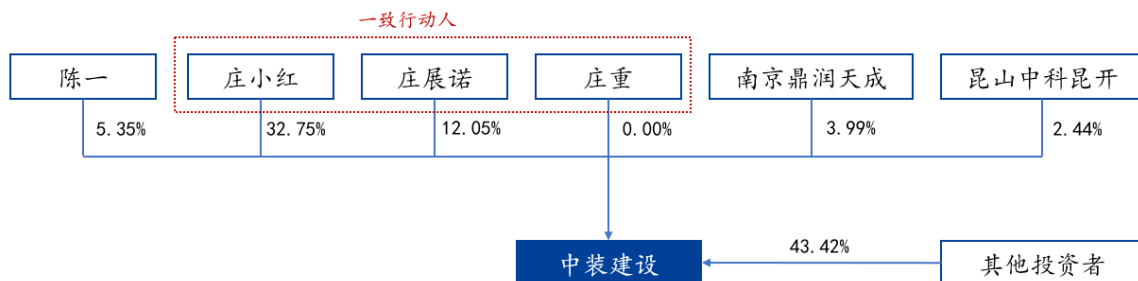 一致行动人
陈一
庄小红
庄展诺
庄重
南京鼎润天成
昆山中科昆开
5.35%
32.75%
12.05%
0.00%
3.99%
2.44%
中装建设
43.42%
其他投资者